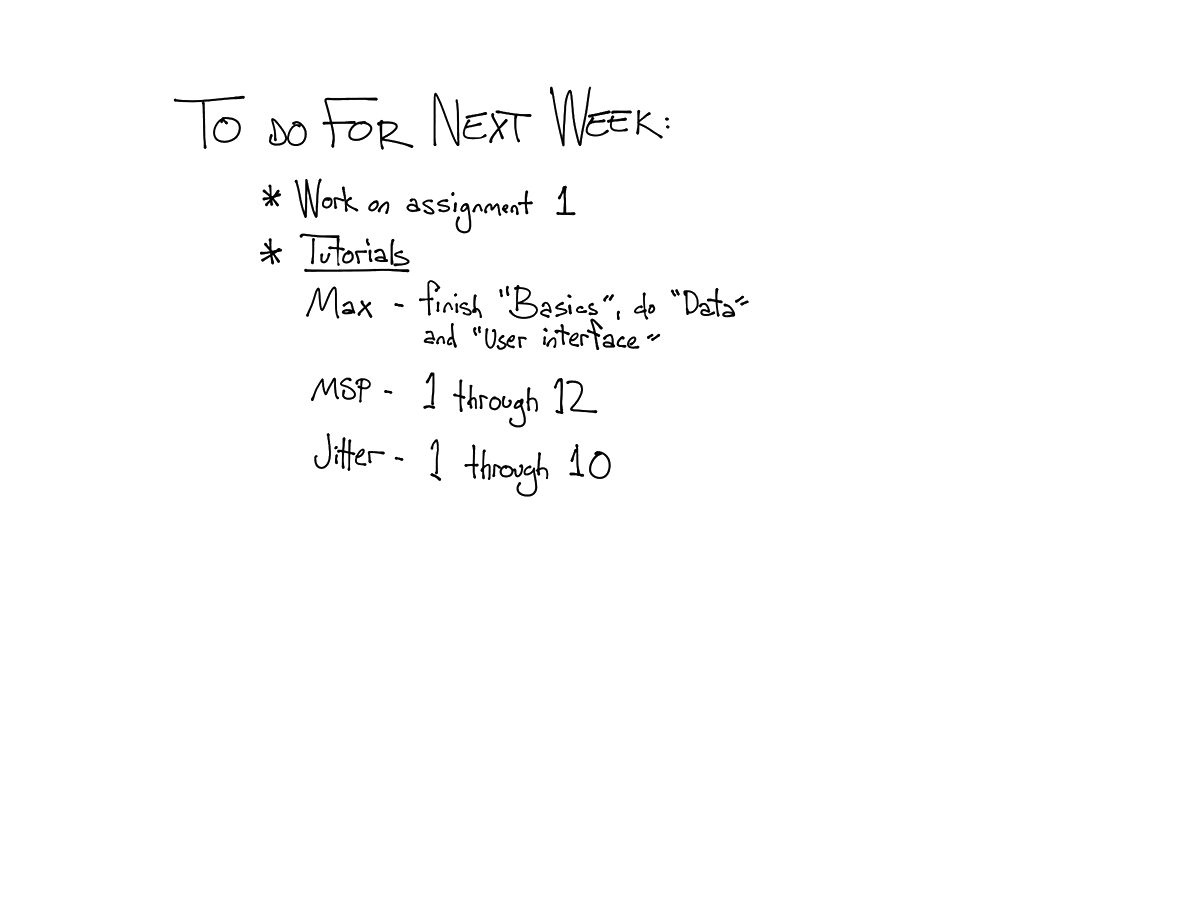 TO DO FOR NEXT WEEK:
* Work on assignment 1
* Tutorials
Max - finish "Basics", do "Data"
and "User interface"
MSP - 1 through 12
Jitter - 1 through 10